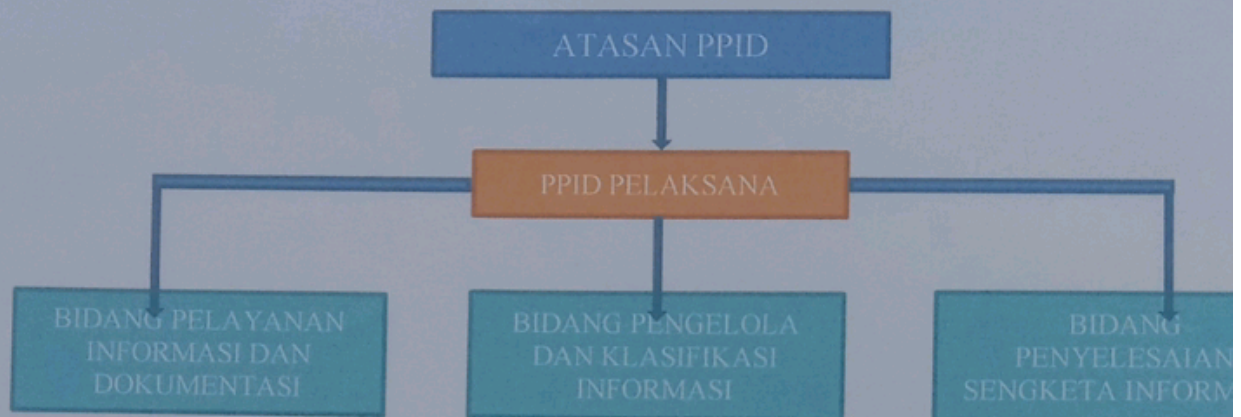 ATASAN PPID
PPID PELAKSANA
BIDANG PELAYANAN
INFORMASI DAN
DOKUMENTASI
BIDANG PENGELOLA
DAN KLASIFIKASI
INFORMASI
BIDANG
PENYELESAIAN
SENGKETA